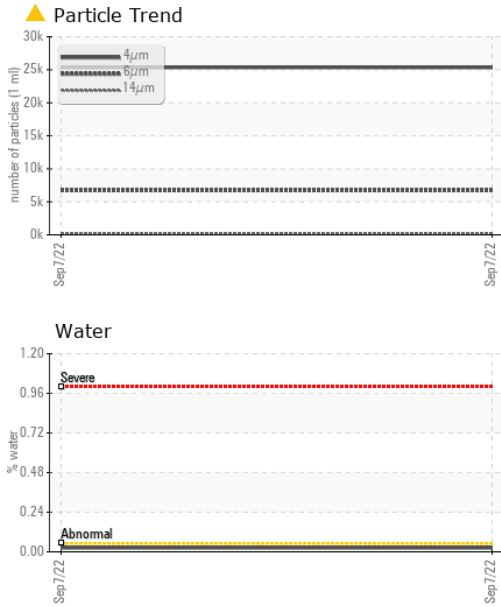 Particle Trend
30k
25k
20k
15k
10k
5k
0k
number of particles (1 ml)
4µm
6µm
14µm
Sep7/22
Sep7/22
Water
1.20
0.96
0.72
0.48
0.24
0.00
% water
Severe
Abnormal
Sep7/22
Sep7/22